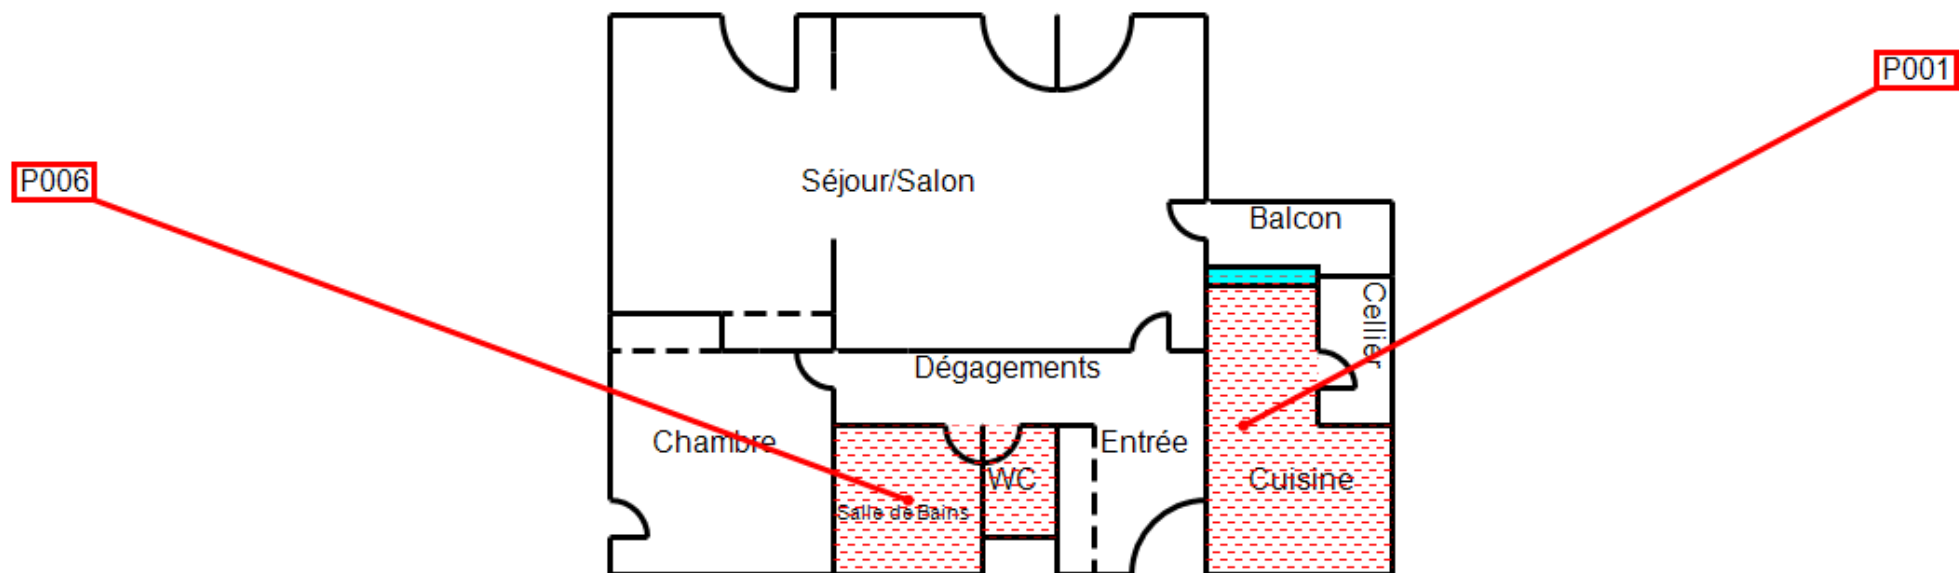 P001
P006
Séjour/Salon
Balcon
Cellier
Dégagements
Chambre
Entrée
WC
Cuisine
Salle de Bains